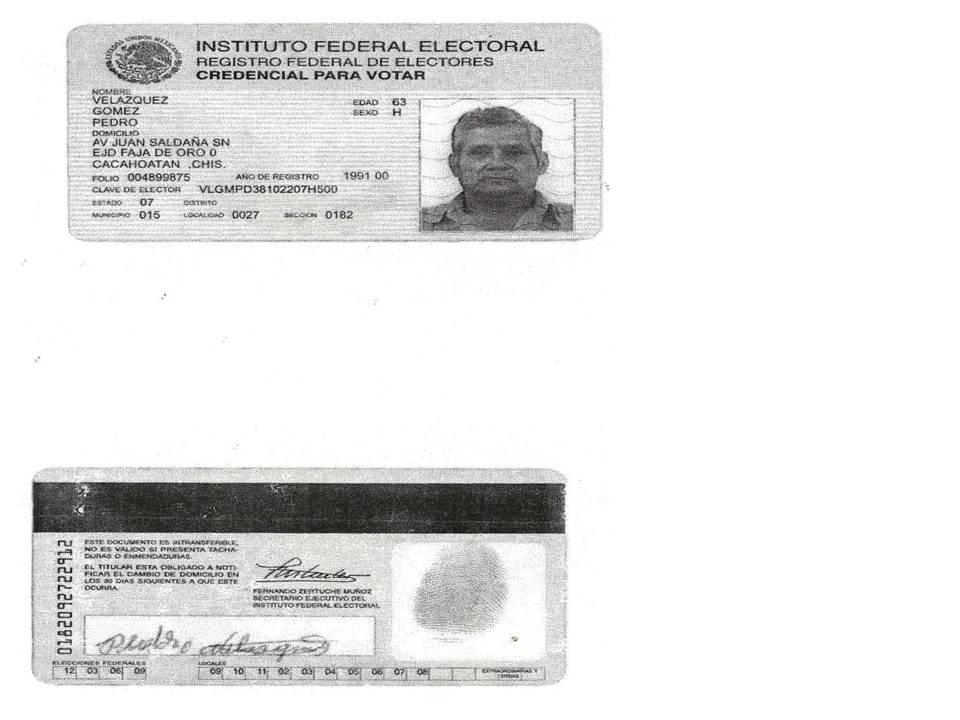 ESTADOS UNIDOS MEXICANOS
INSTITUTO FEDERAL ELECTORAL
REGISTRO FEDERAL DE ELECTORES
CREDENCIAL PARA VOTAR
NOMBRE
VELAZQUEZ
GOMEZ
PEDRO
EDAD 63
SEXO H
DOMICILIO
AV JUAN SALDAÑA SN
EJD FAJA DE ORO 0
CACAHOATAN ,CHIS.
FOLIO 004899875 AÑO DE REGISTRO 1991 00
CLAVE DE ELECTOR VLGMPD38102207H500
ESTADO 07 DISTRITO
MUNICIPIO 015 LOCALIDAD 0027 SECCION 0182
ESTE DOCUMENTO ES INTRANSFERIBLE,
NO ES VALIDO SI PRESENTA TACHA-
DURAS O ENMENDADURAS.
EL TITULAR ESTA OBLIGADO A NOTI-
FICAR EL CAMBIO DE DOMICILIO EN
LOS 30 DIAS SIGUIENTES A QUE ESTE
OCURRA.
FERNANDO ZERTUCHE MUÑOZ
SECRETARIO EJECUTIVO DEL
INSTITUTO FEDERAL ELECTORAL
0182092722912
Pedro
ELECCIONES FEDERALES
12 03 06 09
LOCALES
09 10 11 12 02 03 04 05 06 07 08
EXTRAORDINARIAS Y
OTRAS